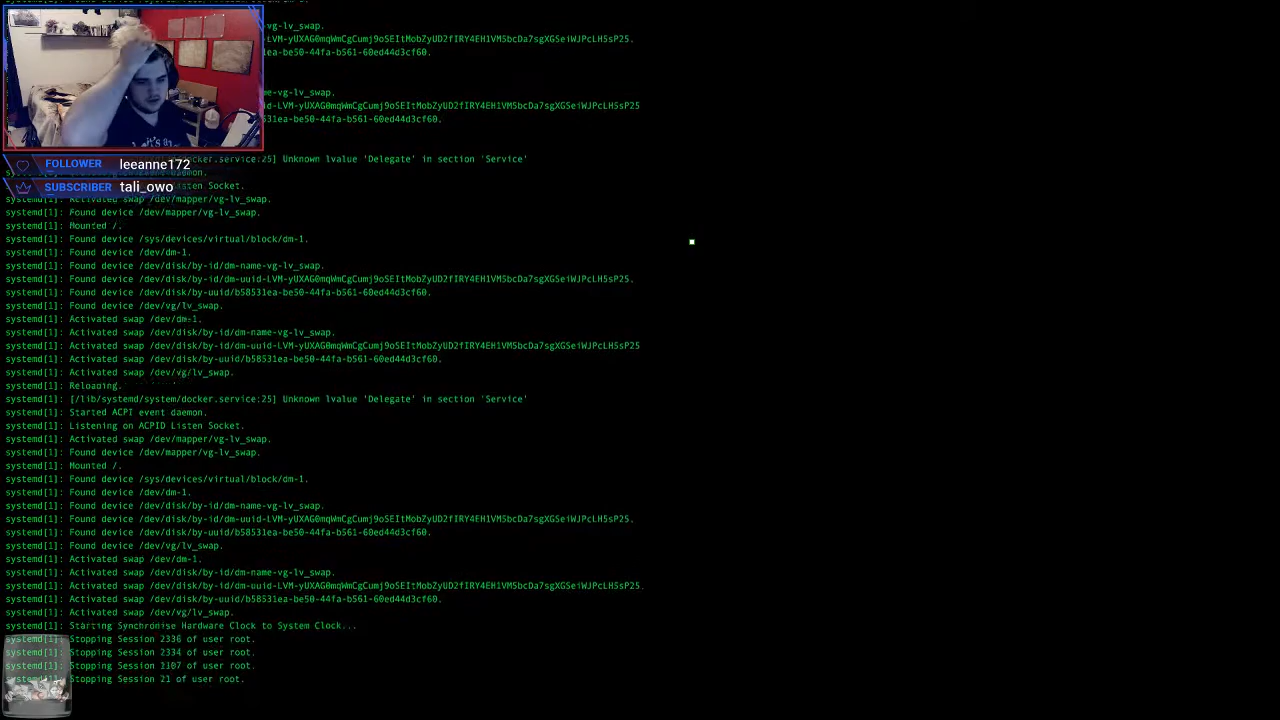 vg-lv_swap.
id-LVM-yUXAG0mqWmCgCumj9oSEItMobZyUD2fIRY4EH1VM5bcDa7sgXGSeiWJPcLH5sP25.
ea-be50-44fa-b561-60ed44d3cf60.
vg-lv_swap.
id-LVM-yUXAG0mqWmCgCumj9oSEItMobZyUD2fIRY4EH1VM5bcDa7sgXGSeiWJPcLH5sP25
ea-be50-44fa-b561-60ed44d3cf60.
FOLLOWER leeanne172
docker.service:25] Unknown lvalue 'Delegate' in section 'Service'
daemon.
SUBSCRIBER tali_owo
Listen Socket.
systemd[1]: Activated swap /dev/mapper/vg-lv_swap.
systemd[1]: Found device /dev/mapper/vg-lv_swap.
systemd[1]: Mounted /.
systemd[1]: Found device /sys/devices/virtual/block/dm-1.
systemd[1]: Found device /dev/dm-1.
systemd[1]: Found device /dev/disk/by-id/dm-name-vg-lv_swap.
systemd[1]: Found device /dev/disk/by-id/dm-uuid-LVM-yUXAG0mqWmCgCumj9oSEItMobZyUD2fIRY4EH1VM5bcDa7sgXGSeiWJPcLH5sP25.
systemd[1]: Found device /dev/disk/by-uuid/b58531ea-be50-44fa-b561-60ed44d3cf60.
systemd[1]: Found device /dev/vg/lv_swap.
systemd[1]: Activated swap /dev/dm-1.
systemd[1]: Activated swap /dev/disk/by-id/dm-name-vg-lv_swap.
systemd[1]: Activated swap /dev/disk/by-id/dm-uuid-LVM-yUXAG0mqWmCgCumj9oSEItMobZyUD2fIRY4EH1VM5bcDa7sgXGSeiWJPcLH5sP25
systemd[1]: Activated swap /dev/disk/by-uuid/b58531ea-be50-44fa-b561-60ed44d3cf60.
systemd[1]: Activated swap /dev/vg/lv_swap.
systemd[1]: Reloading.
systemd[1]: [/lib/systemd/system/docker.service:25] Unknown lvalue 'Delegate' in section 'Service'
systemd[1]: Started ACPI event daemon.
systemd[1]: Listening on ACPID Listen Socket.
systemd[1]: Activated swap /dev/mapper/vg-lv_swap.
systemd[1]: Found device /dev/mapper/vg-lv_swap.
systemd[1]: Mounted /.
systemd[1]: Found device /sys/devices/virtual/block/dm-1.
systemd[1]: Found device /dev/dm-1.
systemd[1]: Found device /dev/disk/by-id/dm-name-vg-lv_swap.
systemd[1]: Found device /dev/disk/by-id/dm-uuid-LVM-yUXAG0mqWmCgCumj9oSEItMobZyUD2fIRY4EH1VM5bcDa7sgXGSeiWJPcLH5sP25.
systemd[1]: Found device /dev/disk/by-uuid/b58531ea-be50-44fa-b561-60ed44d3cf60.
systemd[1]: Found device /dev/vg/lv_swap.
systemd[1]: Activated swap /dev/dm-1.
systemd[1]: Activated swap /dev/disk/by-id/dm-name-vg-lv_swap.
systemd[1]: Activated swap /dev/disk/by-id/dm-uuid-LVM-yUXAG0mqWmCgCumj9oSEItMobZyUD2fIRY4EH1VM5bcDa7sgXGSeiWJPcLH5sP25.
systemd[1]: Activated swap /dev/disk/by-uuid/b58531ea-be50-44fa-b561-60ed44d3cf60.
systemd[1]: Activated swap /dev/vg/lv_swap.
systemd[1]: Starting Synchronise Hardware Clock to System Clock...
systemd[1]: Stopping Session 2336 of user root.
systemd[1]: Stopping Session 2334 of user root.
systemd[1]: Stopping Session 2307 of user root.
systemd[1]: Stopping Session 21 of user root.